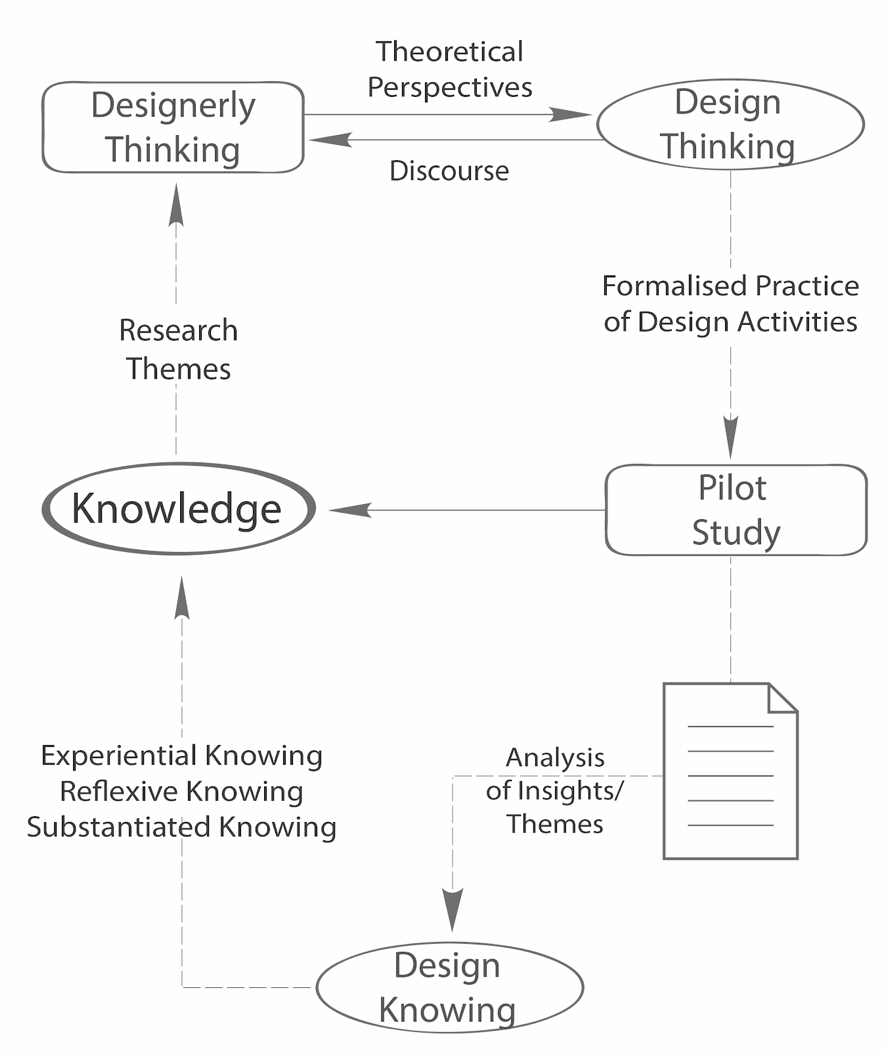 Theoretical
Perspectives
Designerly
Thinking
Design
Thinking
Discourse
Formalised Practice
of Design Activities
Research
Themes
Knowledge
Pilot
Study
Experiential Knowing
Reflexive Knowing
Substantiated Knowing
Analysis
of Insights/
Themes
Design
Knowing